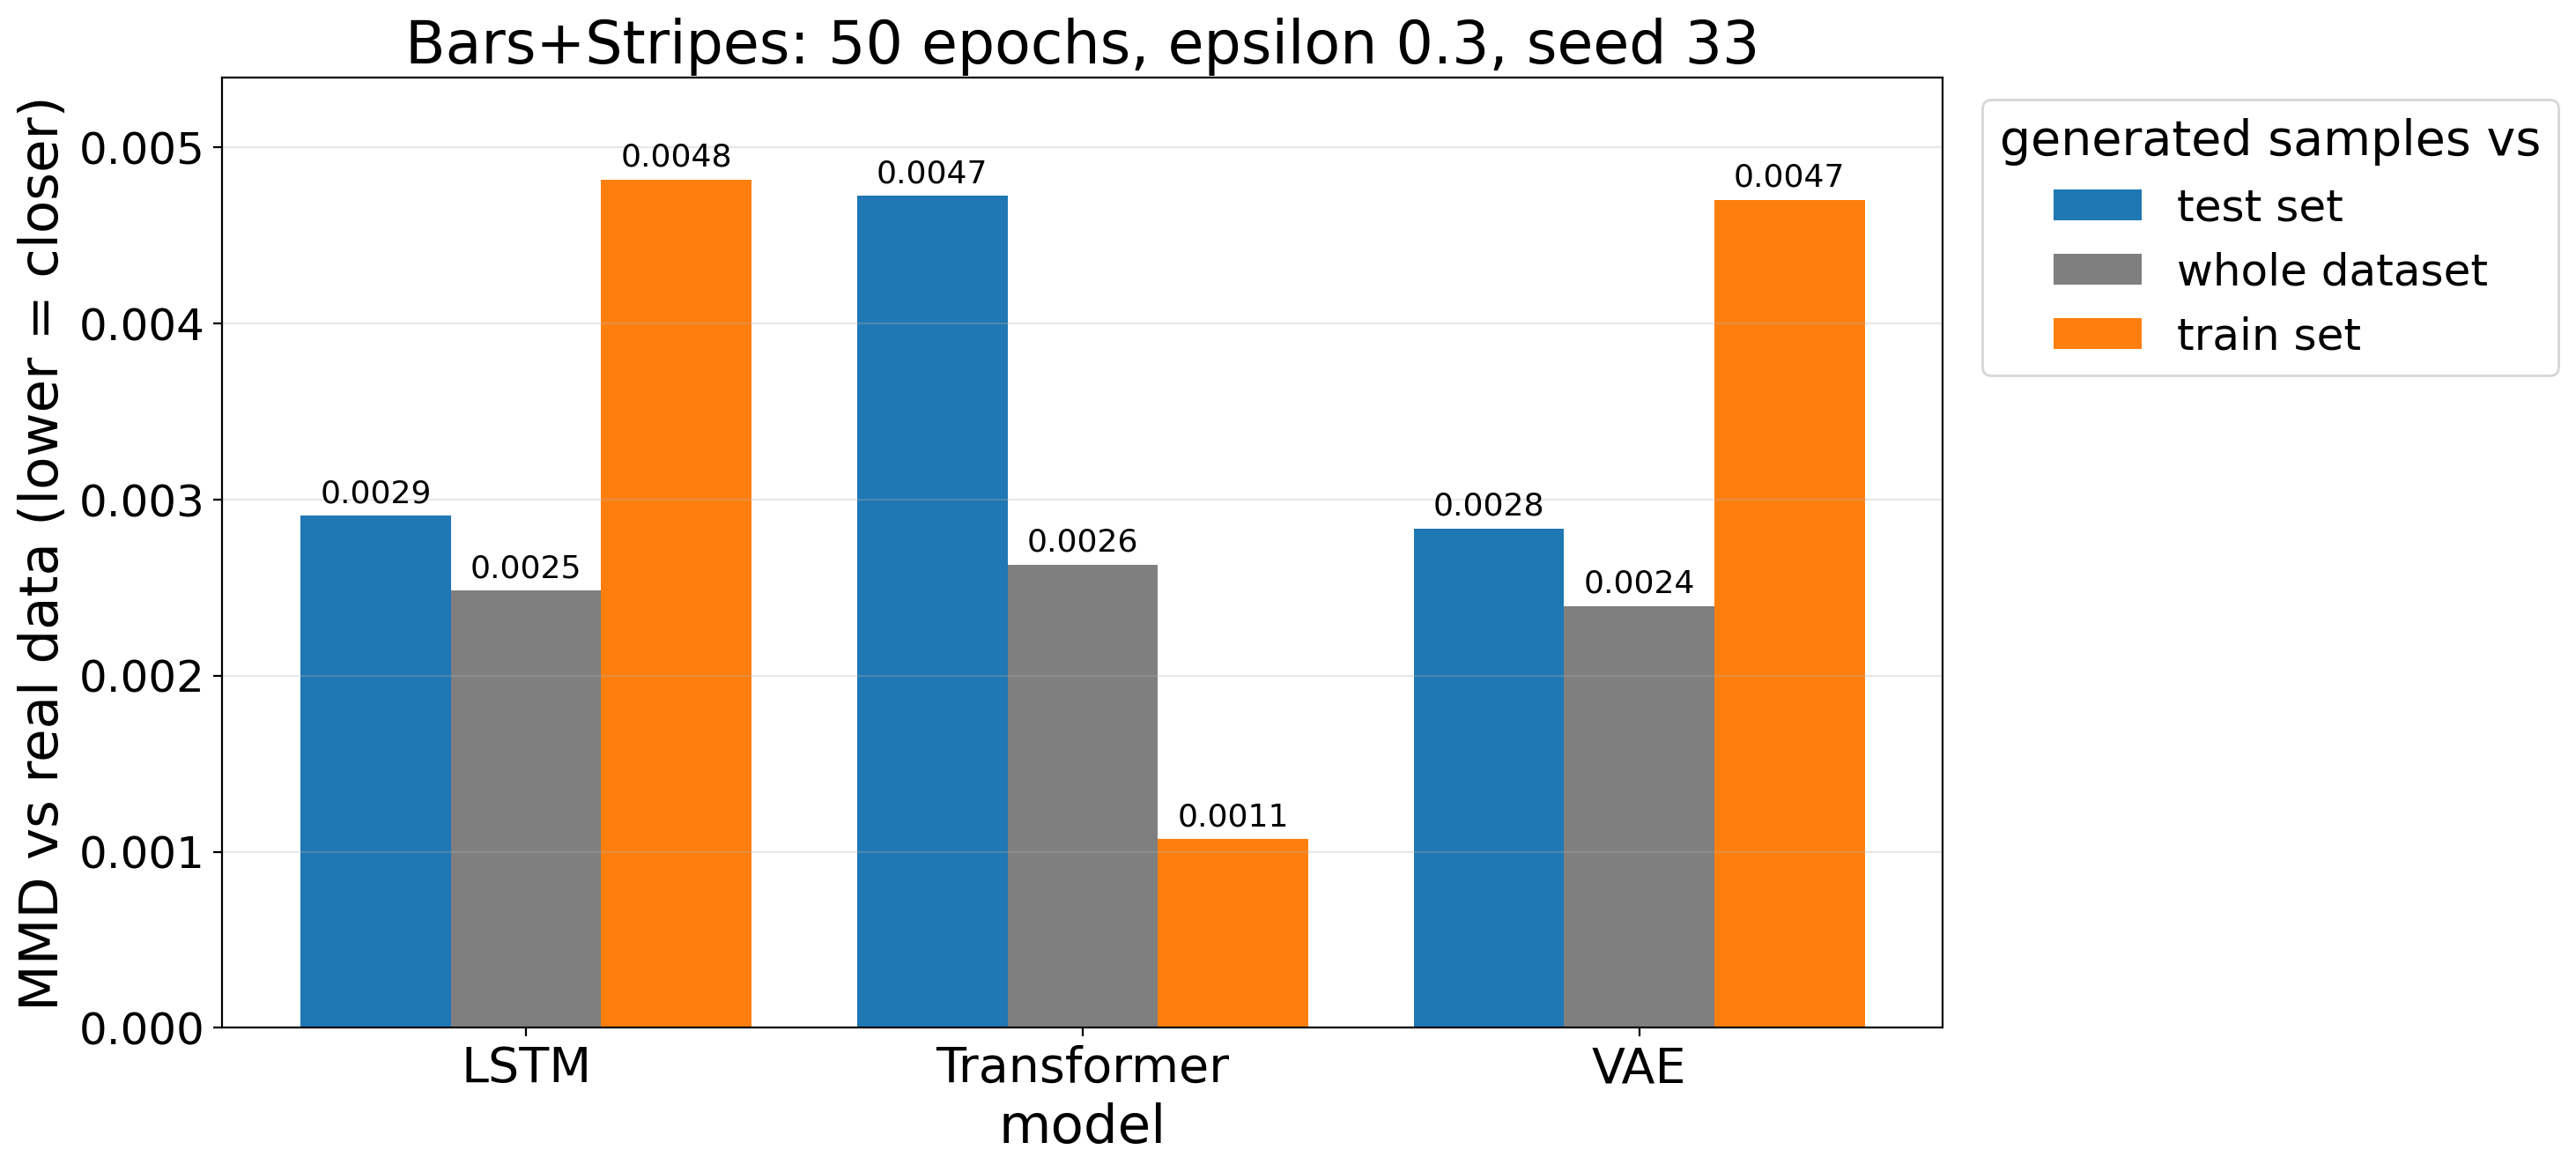 Bars+Stripes: 50 epochs, epsilon 0.3, seed 33
MMD vs real data (lower = closer)
0.005
0.004
0.003
0.002
0.001
0.000
0.0029
0.0025
0.0048
0.0047
0.0026
0.0011
0.0028
0.0024
0.0047
LSTM
Transformer
VAE
model
generated samples vs
test set
whole dataset
train set